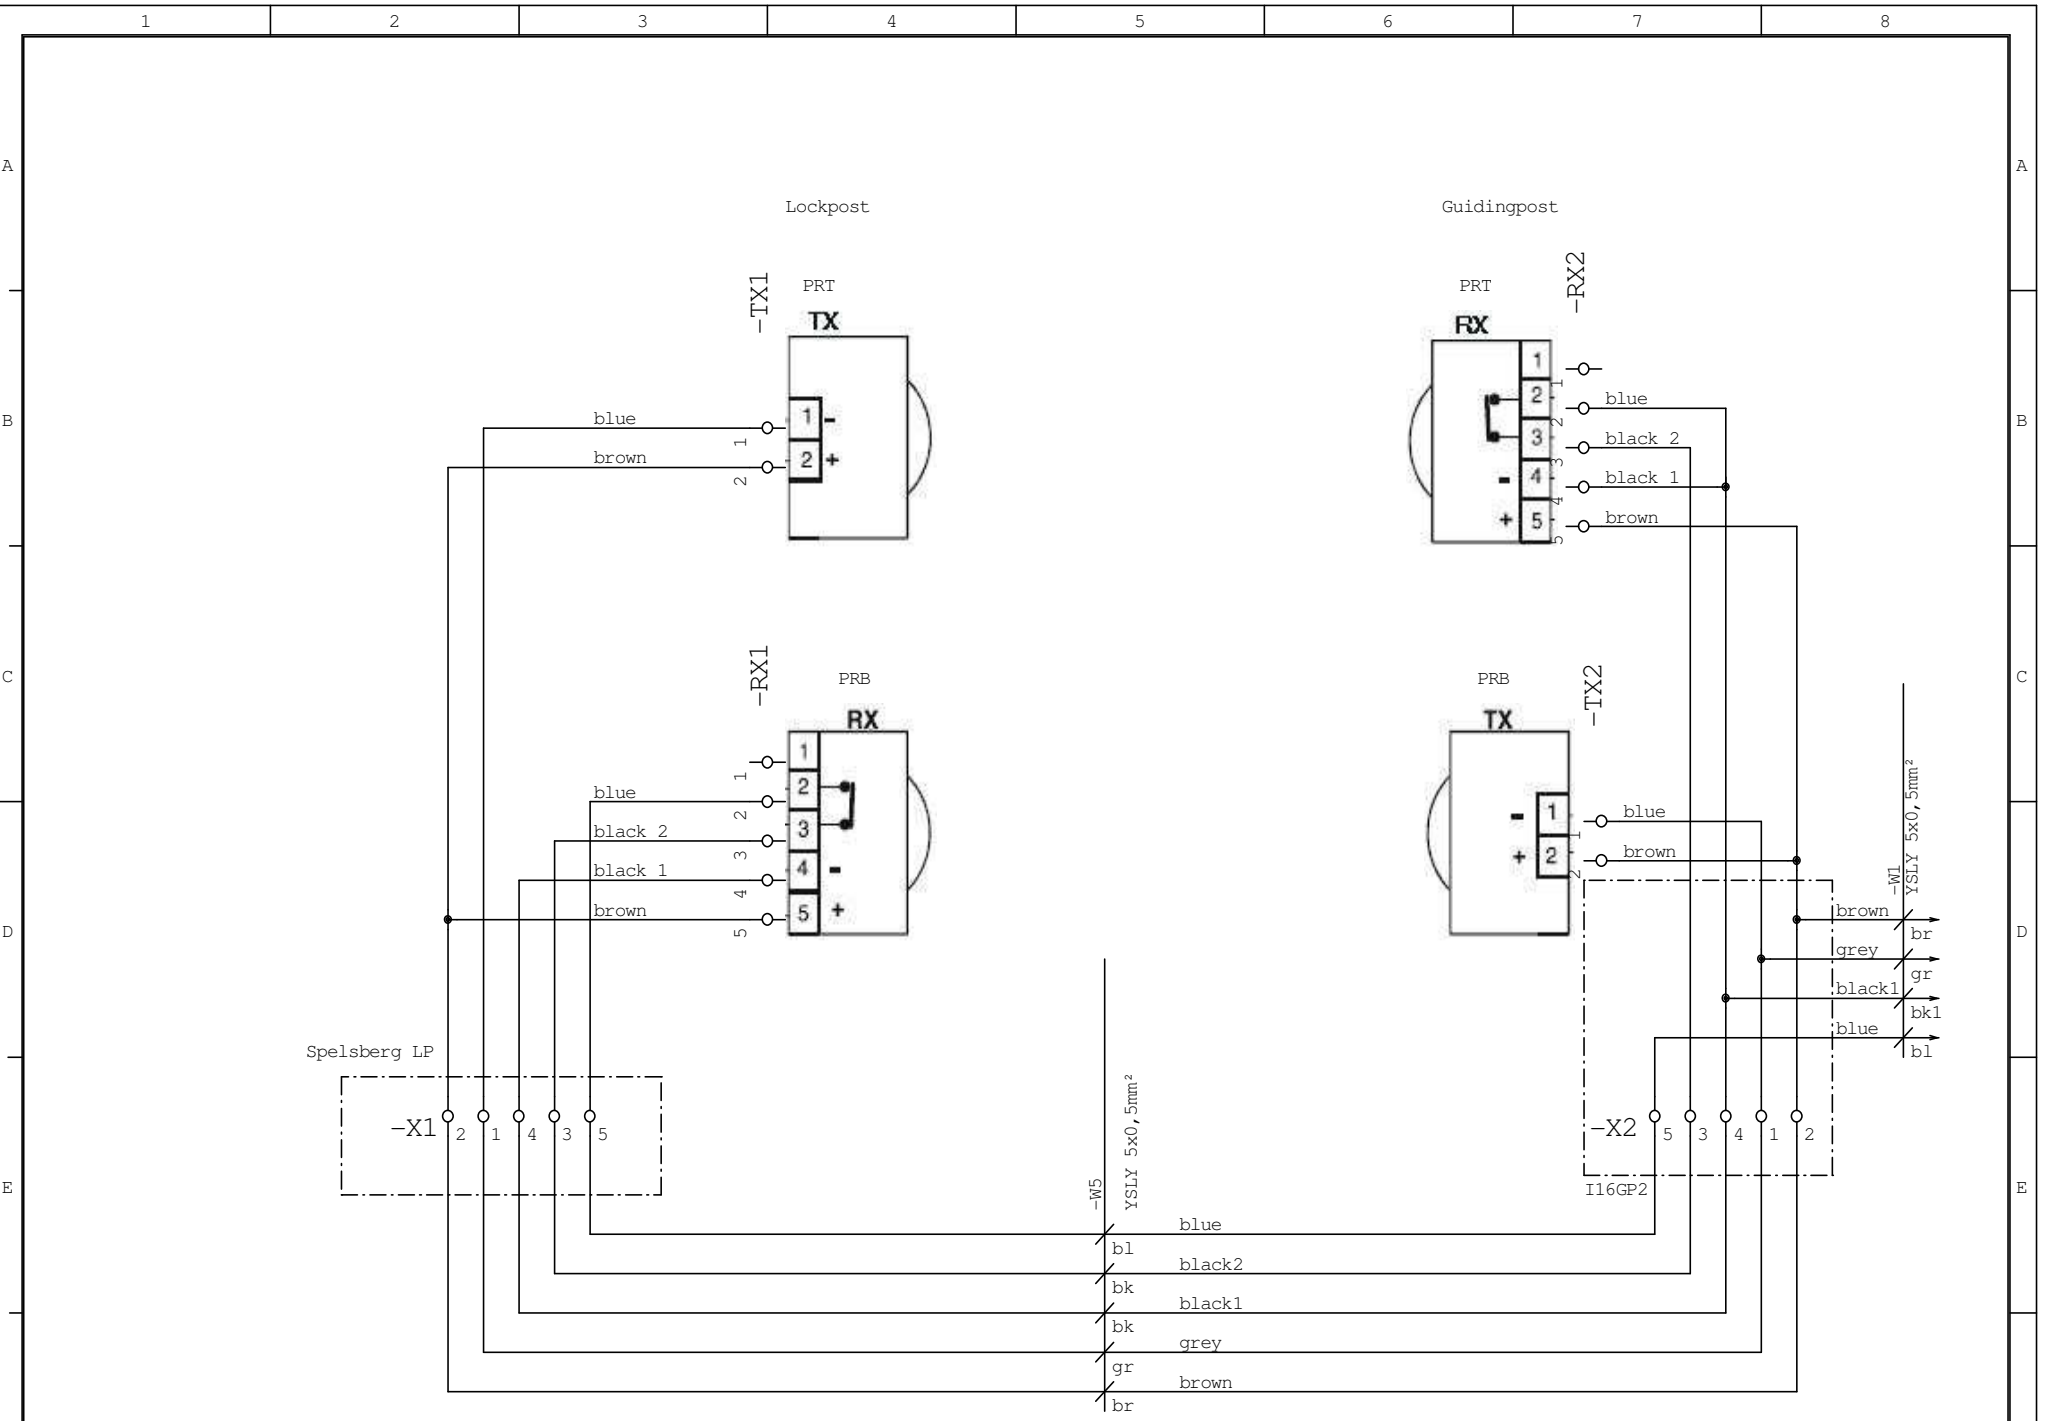 1 2 3 4 5 6 7 8
A A
Lockpost Guidingpost
-TX1 PRT PRT -RX2
TX RX
1
1
B B
blue 1 - 2 blue
1 2
brown 2 + 3 black 2
2 3
- 4 black 1
4
+ 5 brown
5
C C
-RX1 PRB PRB -TX2
RX TX
1
1
blue 2 - 1 blue
2 1
black 2 3 + 2 brown
3 2
black 1 4 -
4
brown 5 +
5
-W1
YSLY 5x0,5mm²
D D
brown
br
grey
gr
black1
bk1
blue
bl
Spelsberg LP
-X1 2 1 4 3 5
-X2 5 3 4 1 2
E E
I16GP2
-W5
YSLY 5x0,5mm²
blue
bl
black2
bk
black1
bk
grey
gr
brown
br